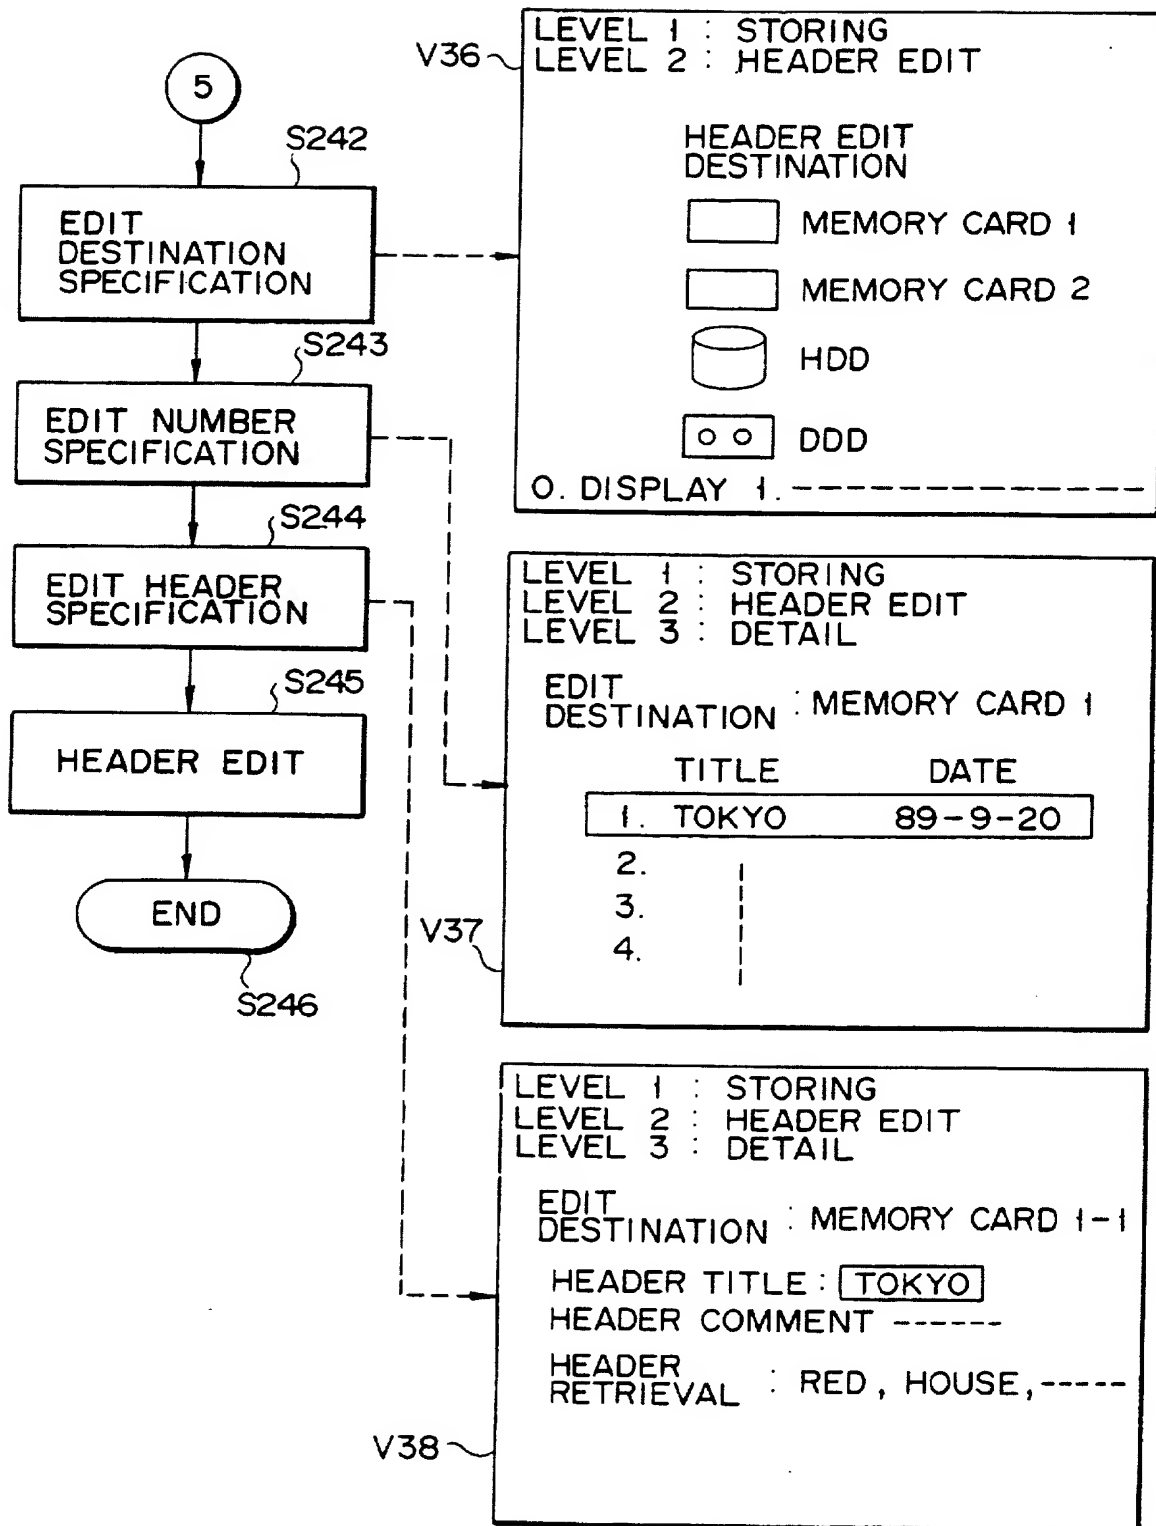 5
S242
EDIT
DESTINATION
SPECIFICATION
S243
EDIT NUMBER
SPECIFICATION
S244
EDIT HEADER
SPECIFICATION
S245
HEADER EDIT
END
S246
V36
LEVEL 1 : STORING
LEVEL 2 : HEADER EDIT
HEADER EDIT
DESTINATION
MEMORY CARD 1
MEMORY CARD 2
HDD
DDD
0. DISPLAY 1. ---------------
V37
LEVEL 1 : STORING
LEVEL 2 : HEADER EDIT
LEVEL 3 : DETAIL
EDIT
DESTINATION : MEMORY CARD 1
TITLE DATE
1. TOKYO 89-9-20
2.
3.
4.
V38
LEVEL 1 : STORING
LEVEL 2 : HEADER EDIT
LEVEL 3 : DETAIL
EDIT
DESTINATION : MEMORY CARD 1-1
HEADER TITLE : TOKYO
HEADER COMMENT ------
HEADER
RETRIEVAL : RED, HOUSE,-----